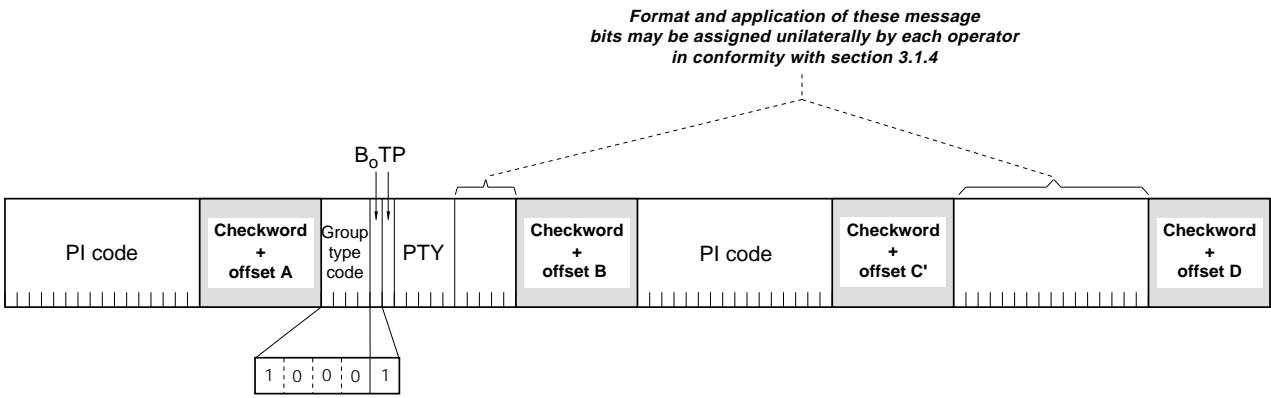 Format and application of these message
bits may be assigned unilaterally by each operator
in conformity with section 3.1.4
BoTP
PI code
Checkword
+
offset A
Group
type
code
PTY
Checkword
+
offset B
PI code
Checkword
+
offset C'
Checkword
+
offset D
1 0 0 0 1